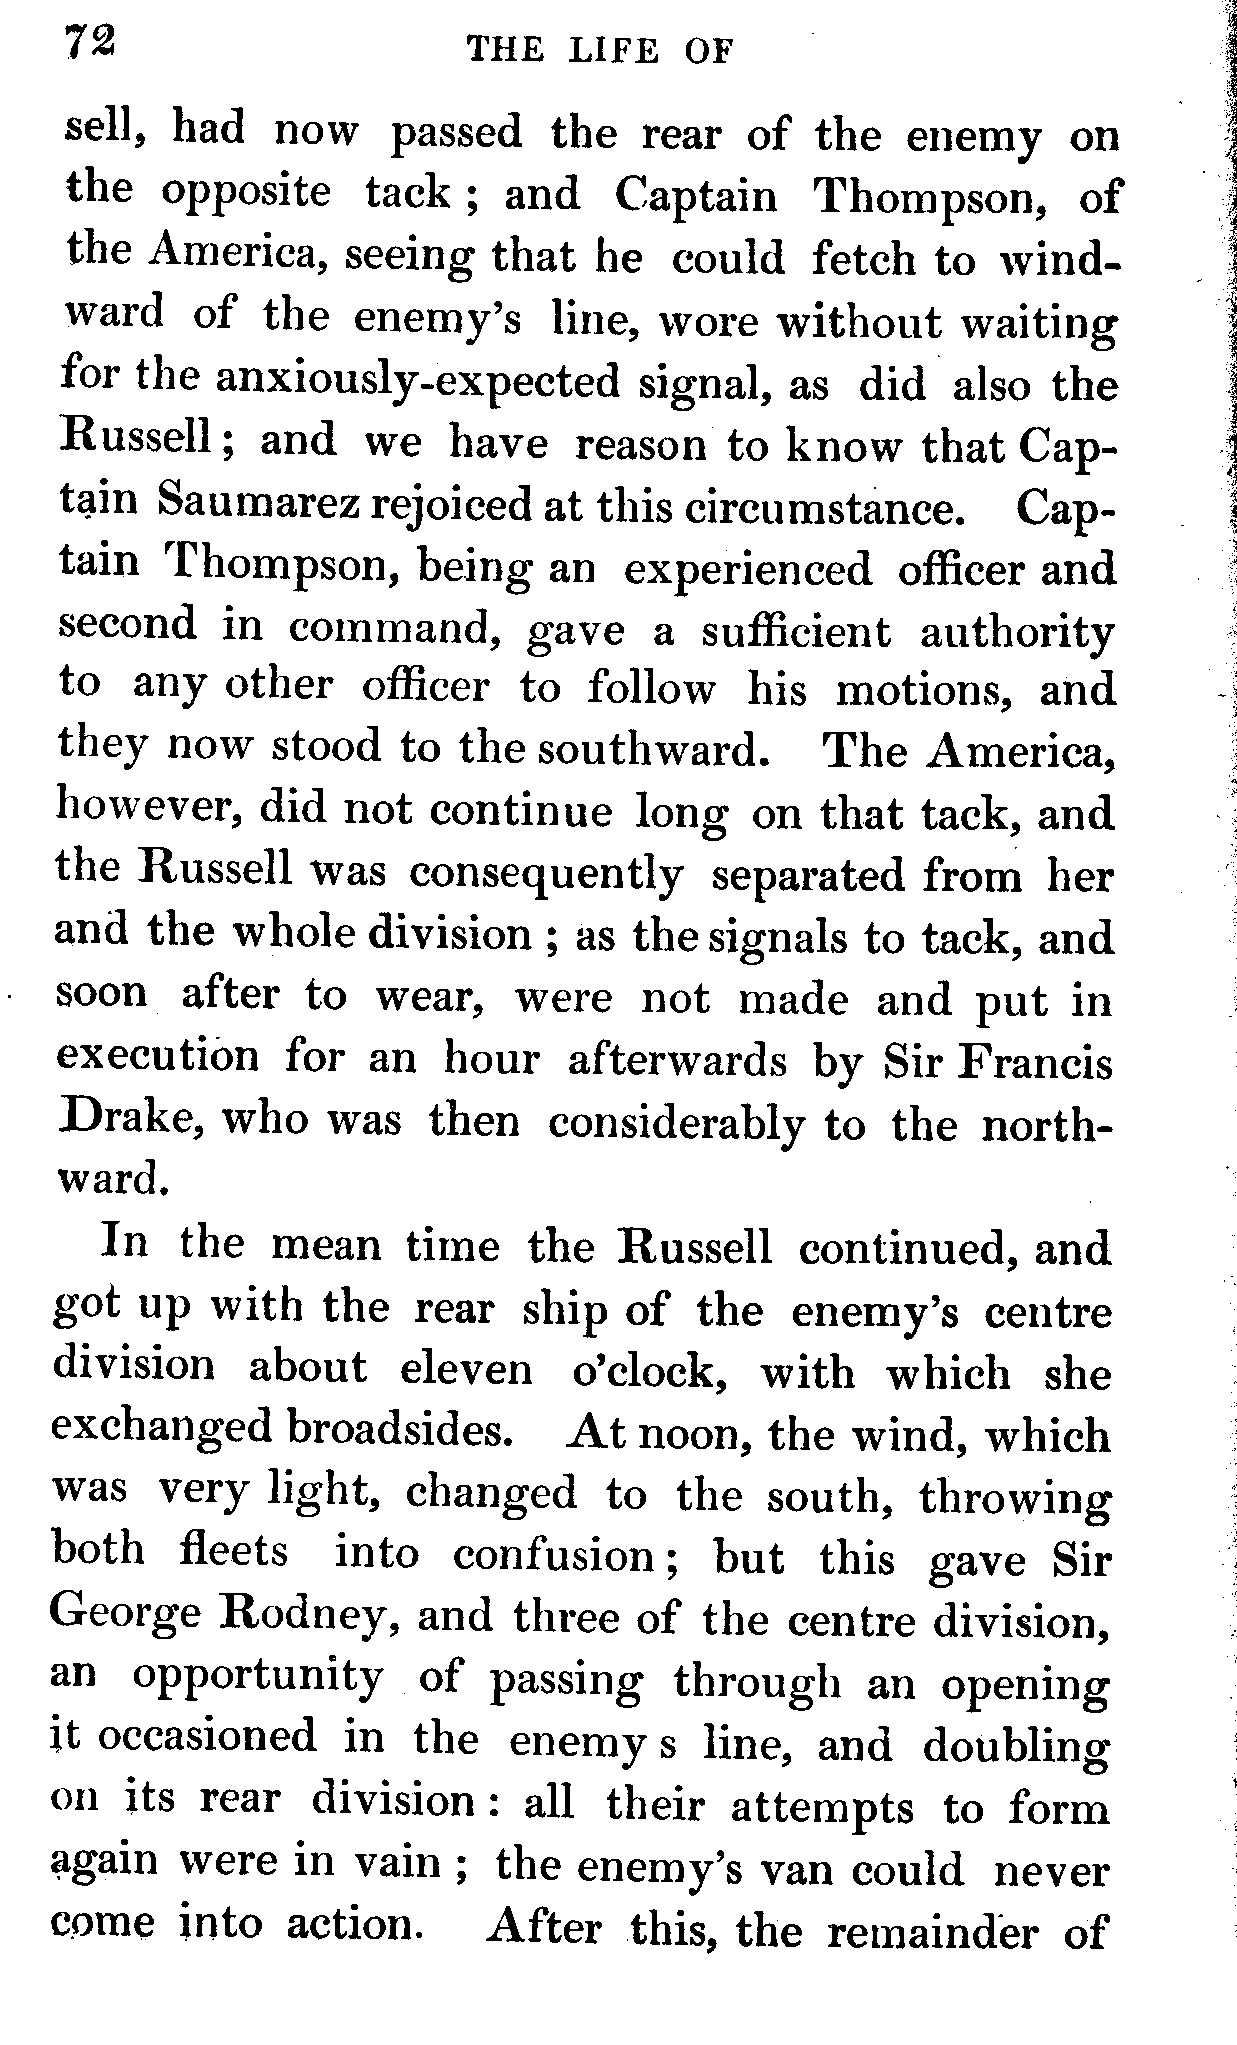 72 THE LIFE OF
sell, had now passed the rear of the enemy on
the opposite tack ; and Captain Thompson, of
the America, seeing that he could fetch to wind-
ward of the enemy's line, wore without waiting
for the anxiously-expected signal, as did also the
Russell ; and we have reason to know that Cap-
tain Saumarez rejoiced at this circumstance. Cap-
tain Thompson, being an experienced officer and
second in command, gave a sufficient authority
to any other officer to follow his motions, and
they now stood to the southward. The America,
however, did not continue long on that tack, and
the Russell was consequently separated from her
and the whole division ; as the signals to tack, and
soon after to wear, were not made and put in
execution for an hour afterwards by Sir Francis
Drake, who was then considerably to the north-
ward.
In the mean time the Russell continued, and
got up with the rear ship of the enemy's centre
division about eleven o'clock, with which she
exchanged broadsides. At noon, the wind, which
was very light, changed to the south, throwing
both fleets into confusion ; but this gave Sir
George Rodney, and three of the centre division,
an opportunity of passing through an opening
it occasioned in the enemy s line, and doubling
on its rear division : all their attempts to form
again were in vain ; the enemy's van could never
come into action. After this, the remainder of